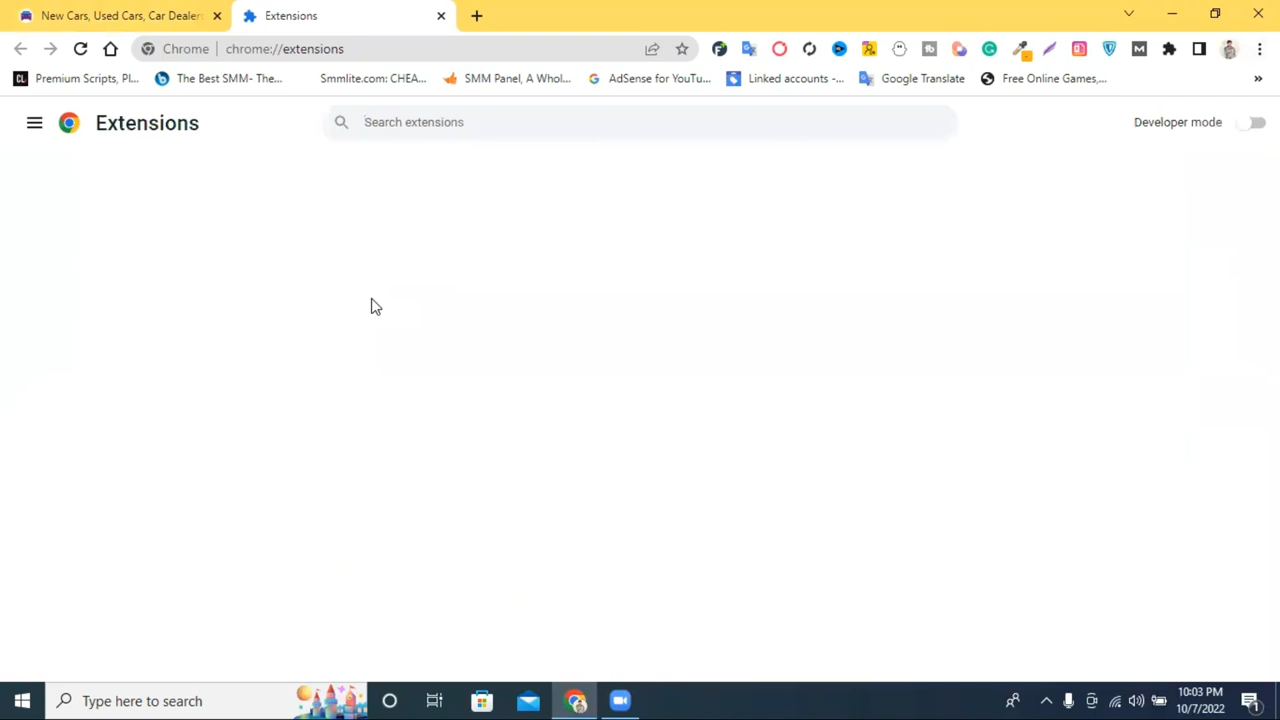 New Cars, Used Cars, Car Dealer
Extensions
Chrome
chrome://extensions
Premium Scripts, Pl...
The Best SMM- The...
Smmlite.com: CHEA...
SMM Panel, A Whol...
AdSense for YouTu...
Linked accounts -...
Google Translate
Free Online Games,...
»
Extensions
Search extensions
Developer mode
Type here to search
10:03 PM
10/7/2022
1